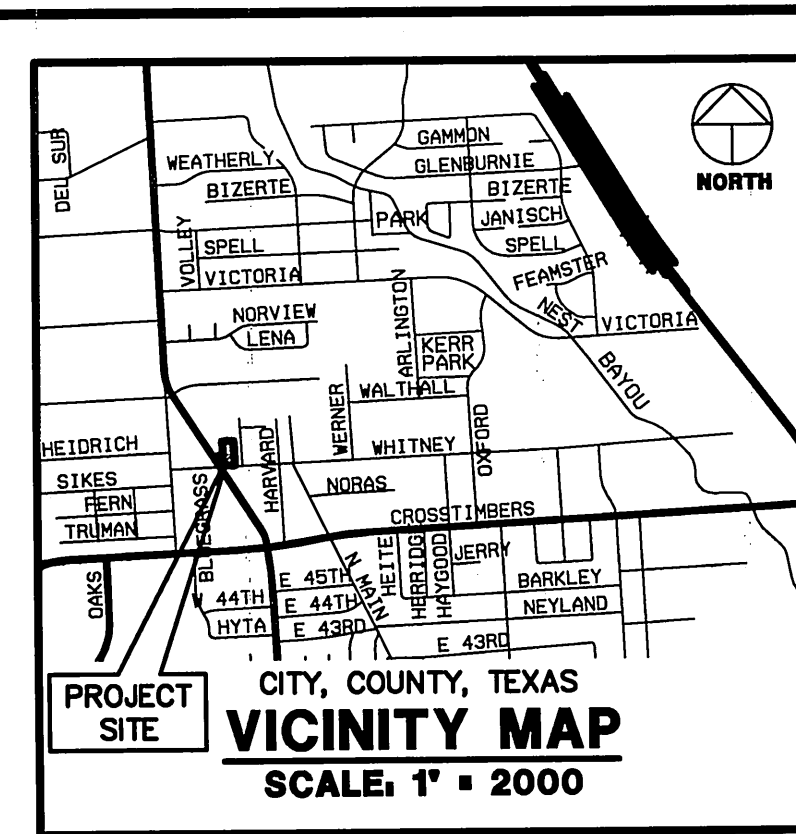 GAMMON
DEL SUR
WEATHERLY
GLENBURNIE
NORTH
BIZERTE
BIZERTE
PARK
JANISCH
VOLLEY
SPELL
SPELL
VICTORIA
FEAMSTER
NEST
ARLINGTON
NORVIEW
VICTORIA
LENA
KERR
PARK
BAYOU
WERNER
WALTHALL
OXFORD
HEIDRICH
HARVARD
WHITNEY
SIKES
NORAS
FERN
BLUEGRASS
CROSSTIMBERS
TRUMAN
N MAIN
HEITE
HERRIDG
HAYGOOD
JERRY
OAKS
E 45TH
BARKLEY
W 44TH
E 44TH
NEYLAND
HYTA
E 43RD
E 43RD
PROJECT
SITE
CITY, COUNTY, TEXAS
VICINITY MAP
SCALE: 1' = 2000